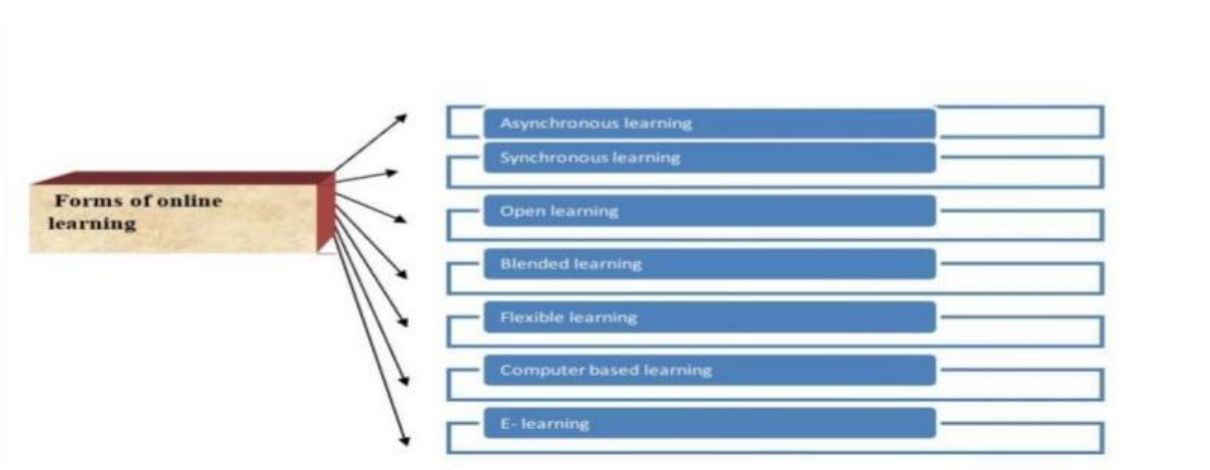 Forms of online
learning
Asynchronous learning
Synchronous learning
Open learning
Blended learning
Flexible learning
Computer based learning
E- learning